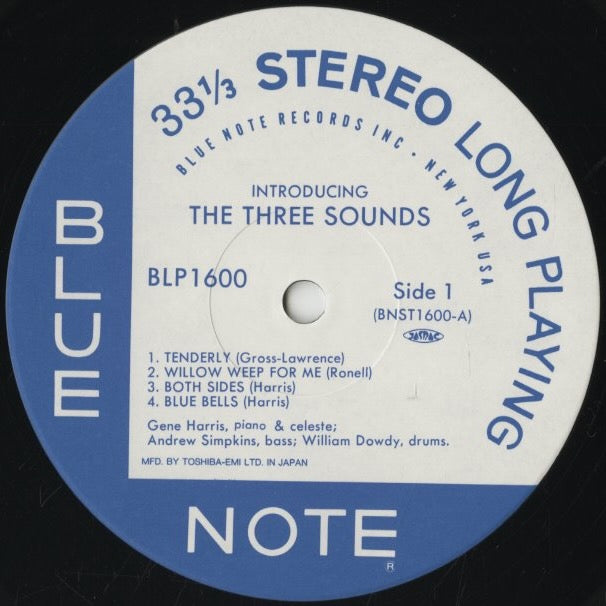 33⅓ STEREO LONG PLAYING
BLUE NOTE RECORDS INC · NEW YORK USA
INTRODUCING
THE THREE SOUNDS
BLP1600
Side 1
(BNST1600-A)
JASRAC
1. TENDERLY (Gross-Lawrence)
2. WILLOW WEEP FOR ME (Ronell)
3. BOTH SIDES (Harris)
4. BLUE BELLS (Harris)
Gene Harris, piano & celeste;
Andrew Simpkins, bass; William Dowdy, drums.
MFD. BY TOSHIBA-EMI LTD. IN JAPAN
BLUE
NOTE
R